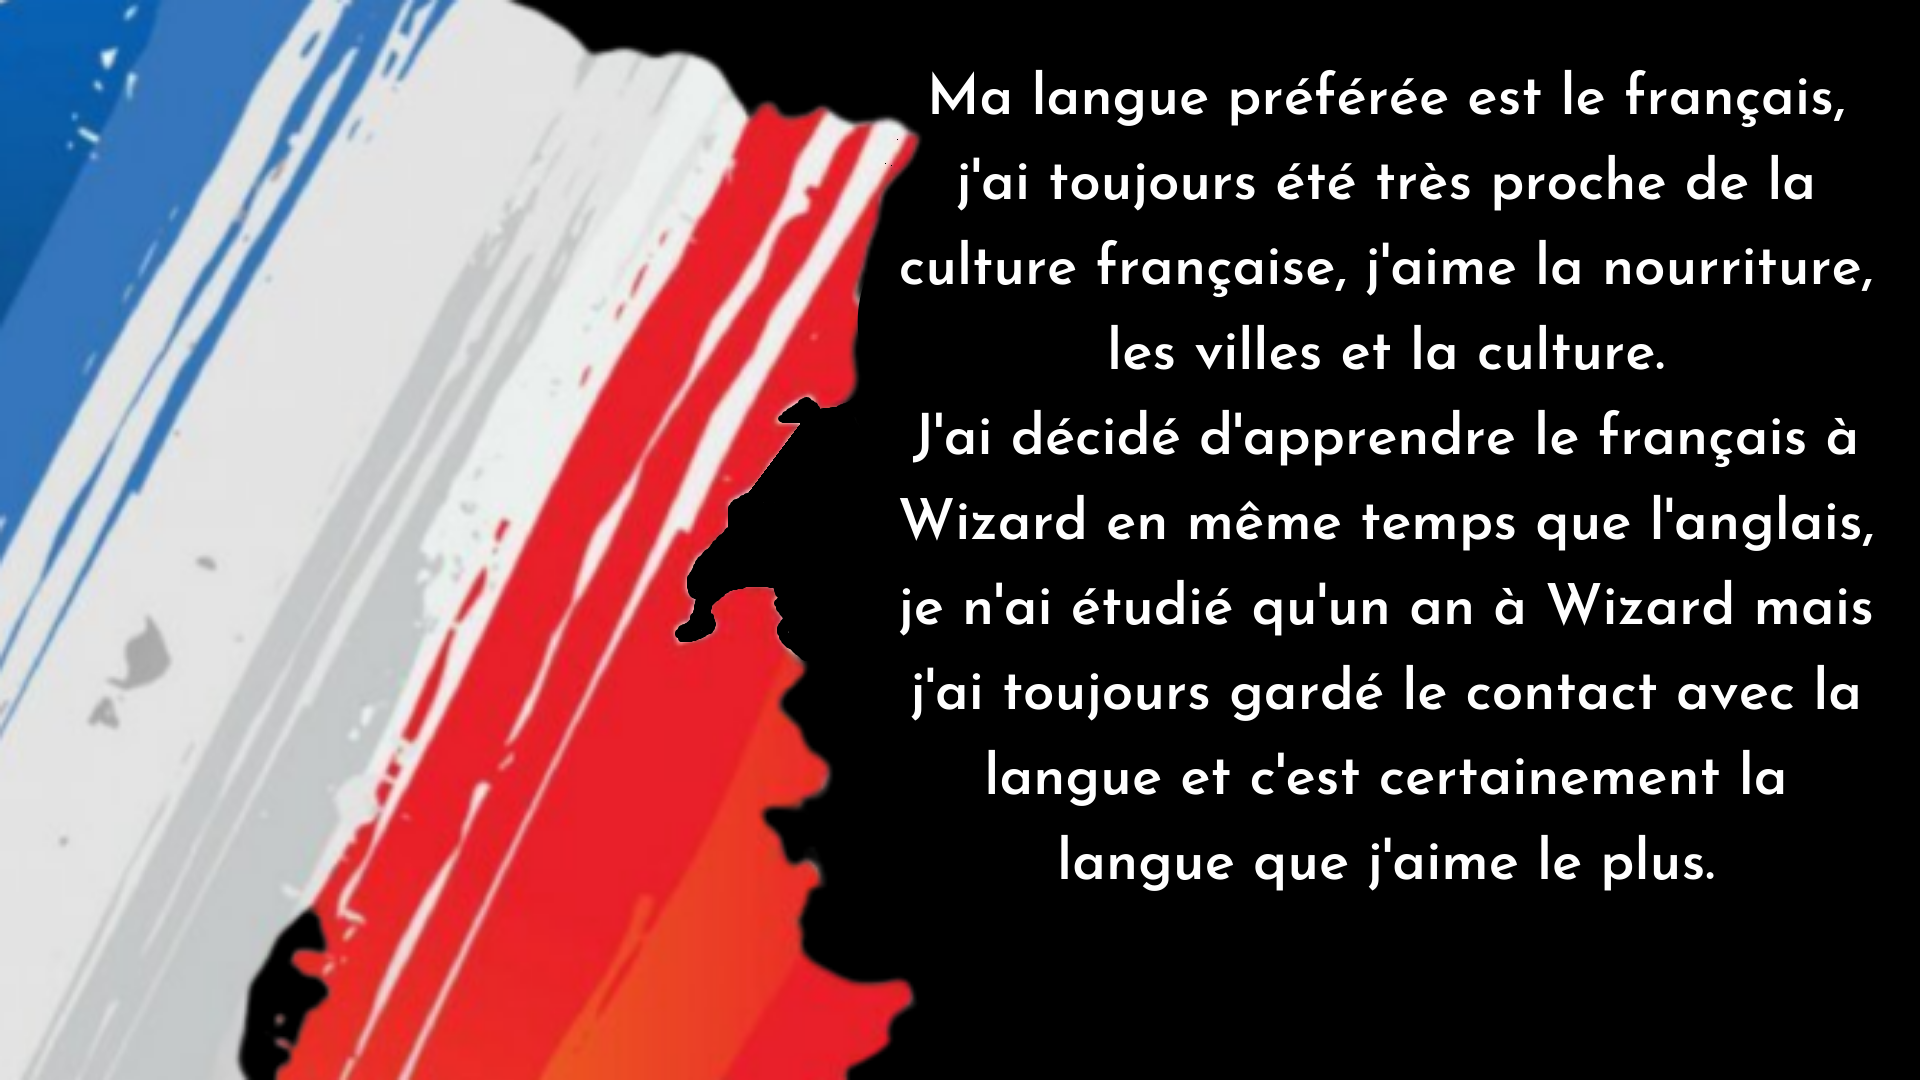 Ma langue préférée est le français,
j'ai toujours été très proche de la
culture française, j'aime la nourriture,
les villes et la culture.
J'ai décidé d'apprendre le français à
Wizard en même temps que l'anglais,
je n'ai étudié qu'un an à Wizard mais
j'ai toujours gardé le contact avec la
langue et c'est certainement la
langue que j'aime le plus.